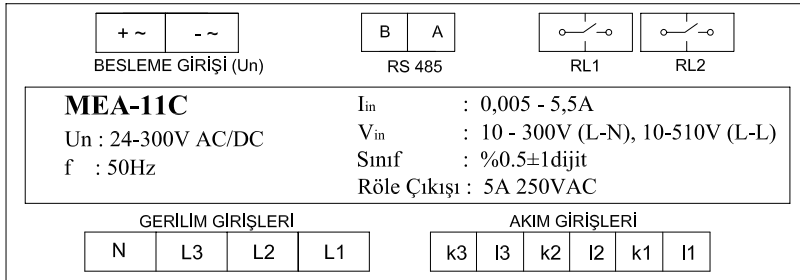 + ~ - ~ B A
BESLEME GİRİŞİ (Un) RS 485 RL1 RL2
MEA-11C
Un : 24-300V AC/DC
f : 50Hz
Iin : 0,005 - 5,5A
Vin : 10 - 300V (L-N), 10-510V (L-L)
Sınıf : %0.5±1dijit
Röle Çıkışı : 5A 250VAC
GERİLİM GİRİŞLERİ
N L3 L2 L1
AKIM GİRİŞLERİ
k3 l3 k2 l2 k1 l1